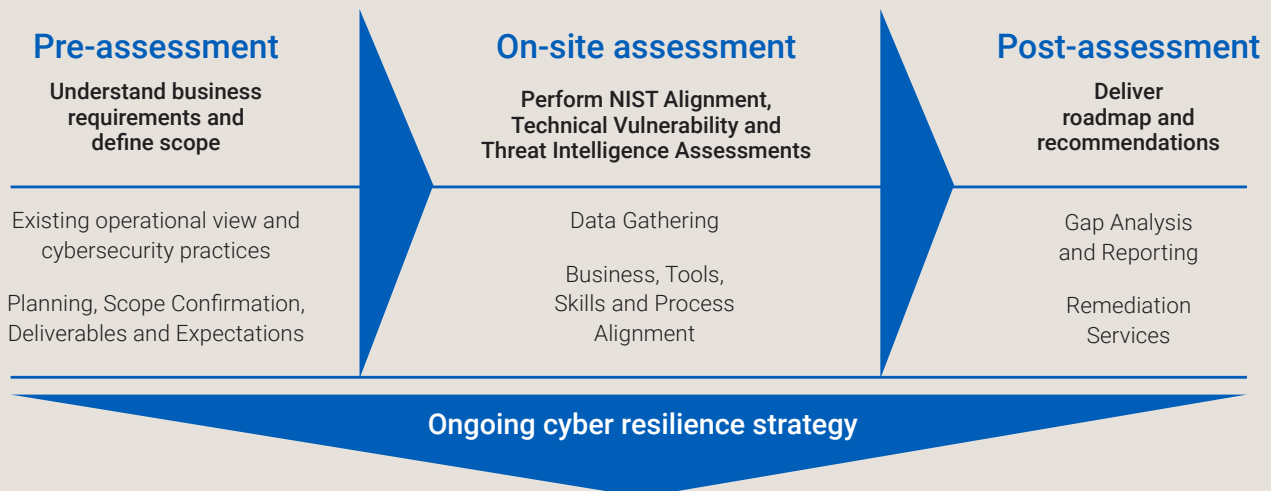 Pre-assessment
Understand business
requirements and
define scope
Existing operational view and
cybersecurity practices
Planning, Scope Confirmation,
Deliverables and Expectations
On-site assessment
Perform NIST Alignment,
Technical Vulnerability and
Threat Intelligence Assessments
Data Gathering
Business, Tools,
Skills and Process
Alignment
Post-assessment
Deliver
roadmap and
recommendations
Gap Analysis
and Reporting
Remediation
Services
Ongoing cyber resilience strategy